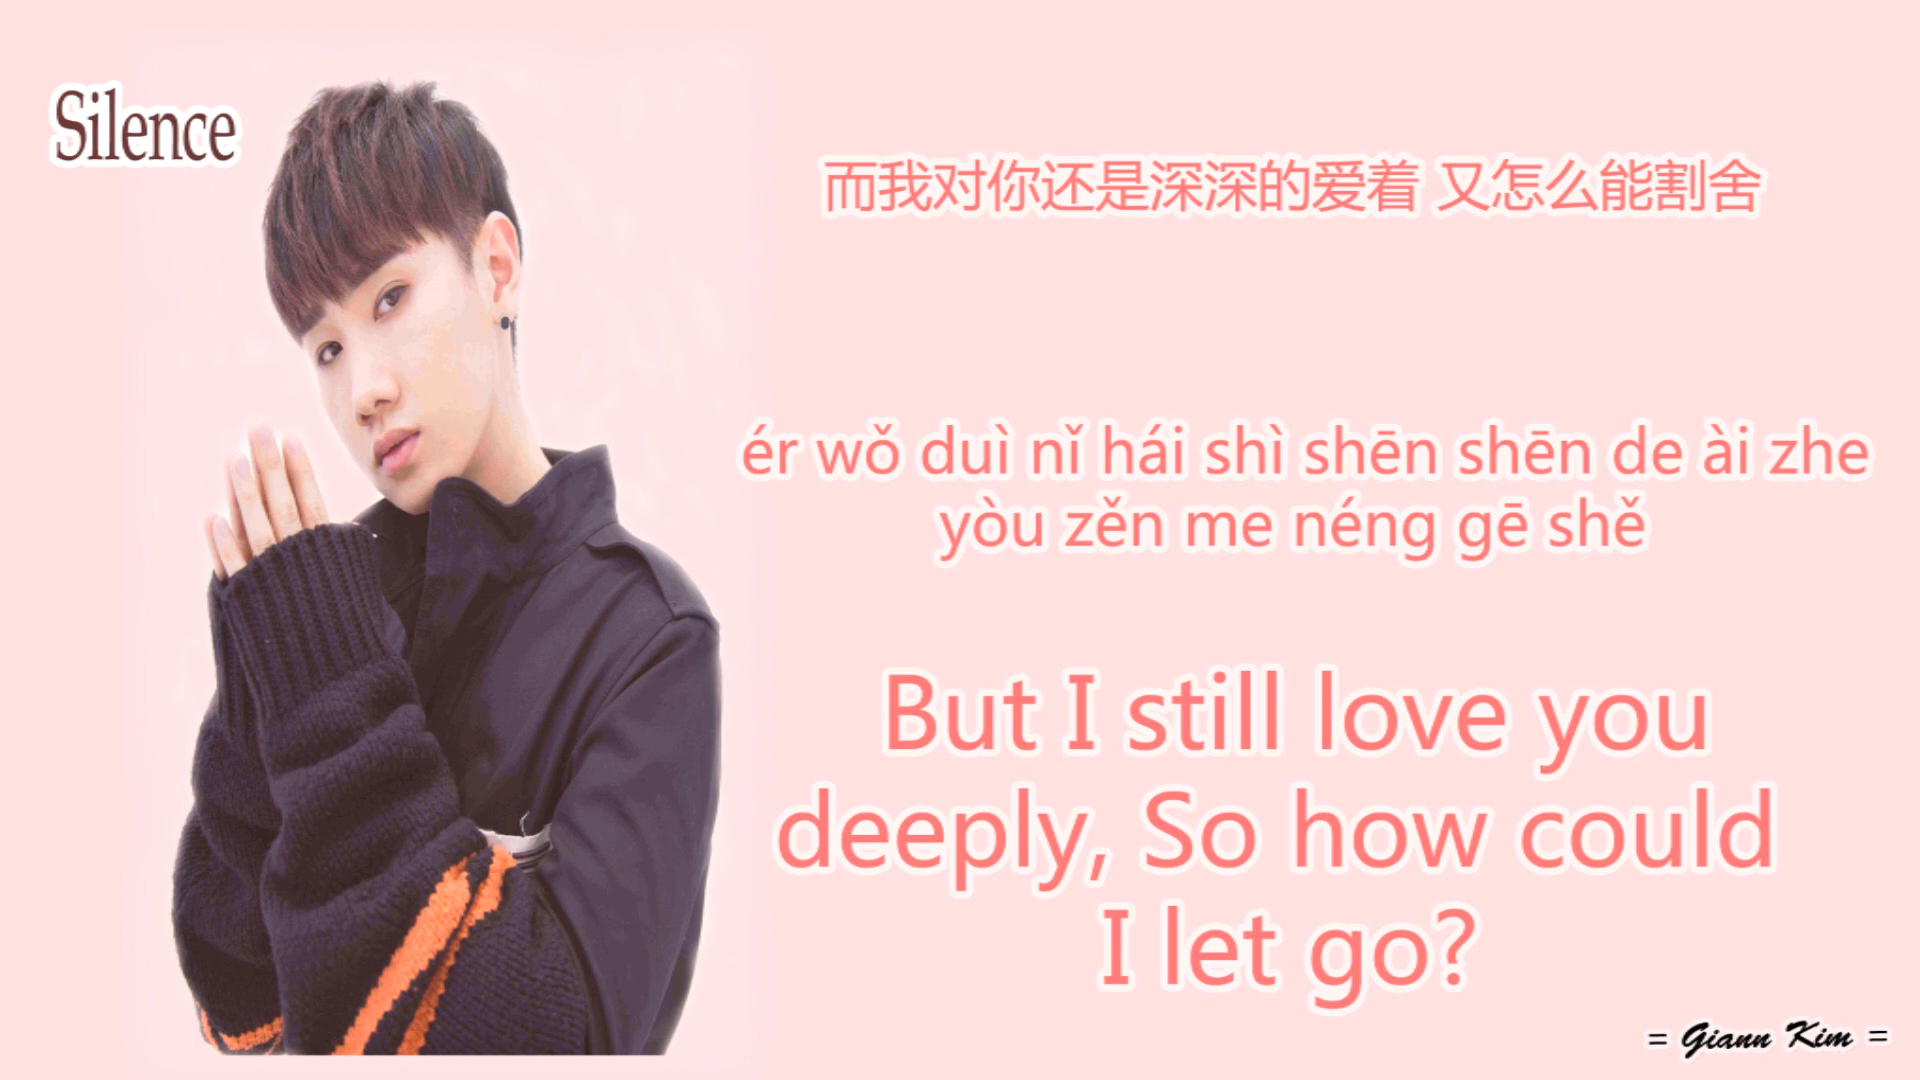 Silence
而我对你还是深深的爱着 又怎么能割舍
ér wǒ duì nǐ hái shì shēn shēn de ài zhe
yòu zěn me néng gē shě
But I still love you
deeply, So how could
I let go?
= Giann Kim =